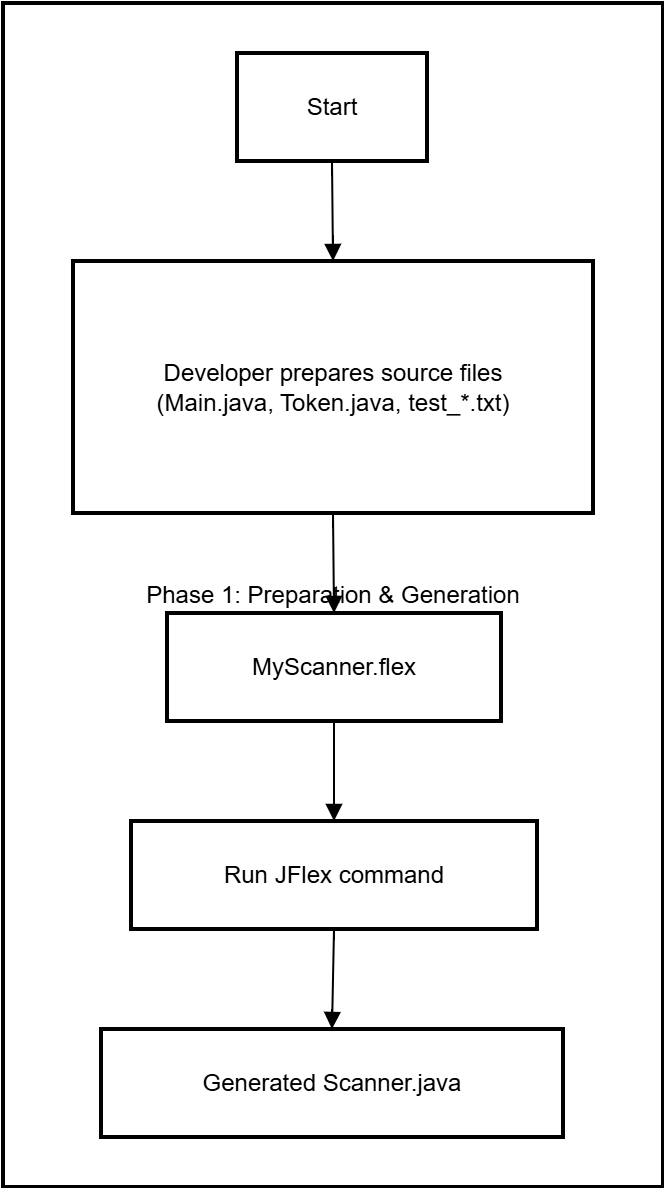 Start
Developer prepares source files
(Main.java, Token.java, test_*.txt)
Phase 1: Preparation & Generation
MyScanner.flex
Run JFlex command
Generated Scanner.java